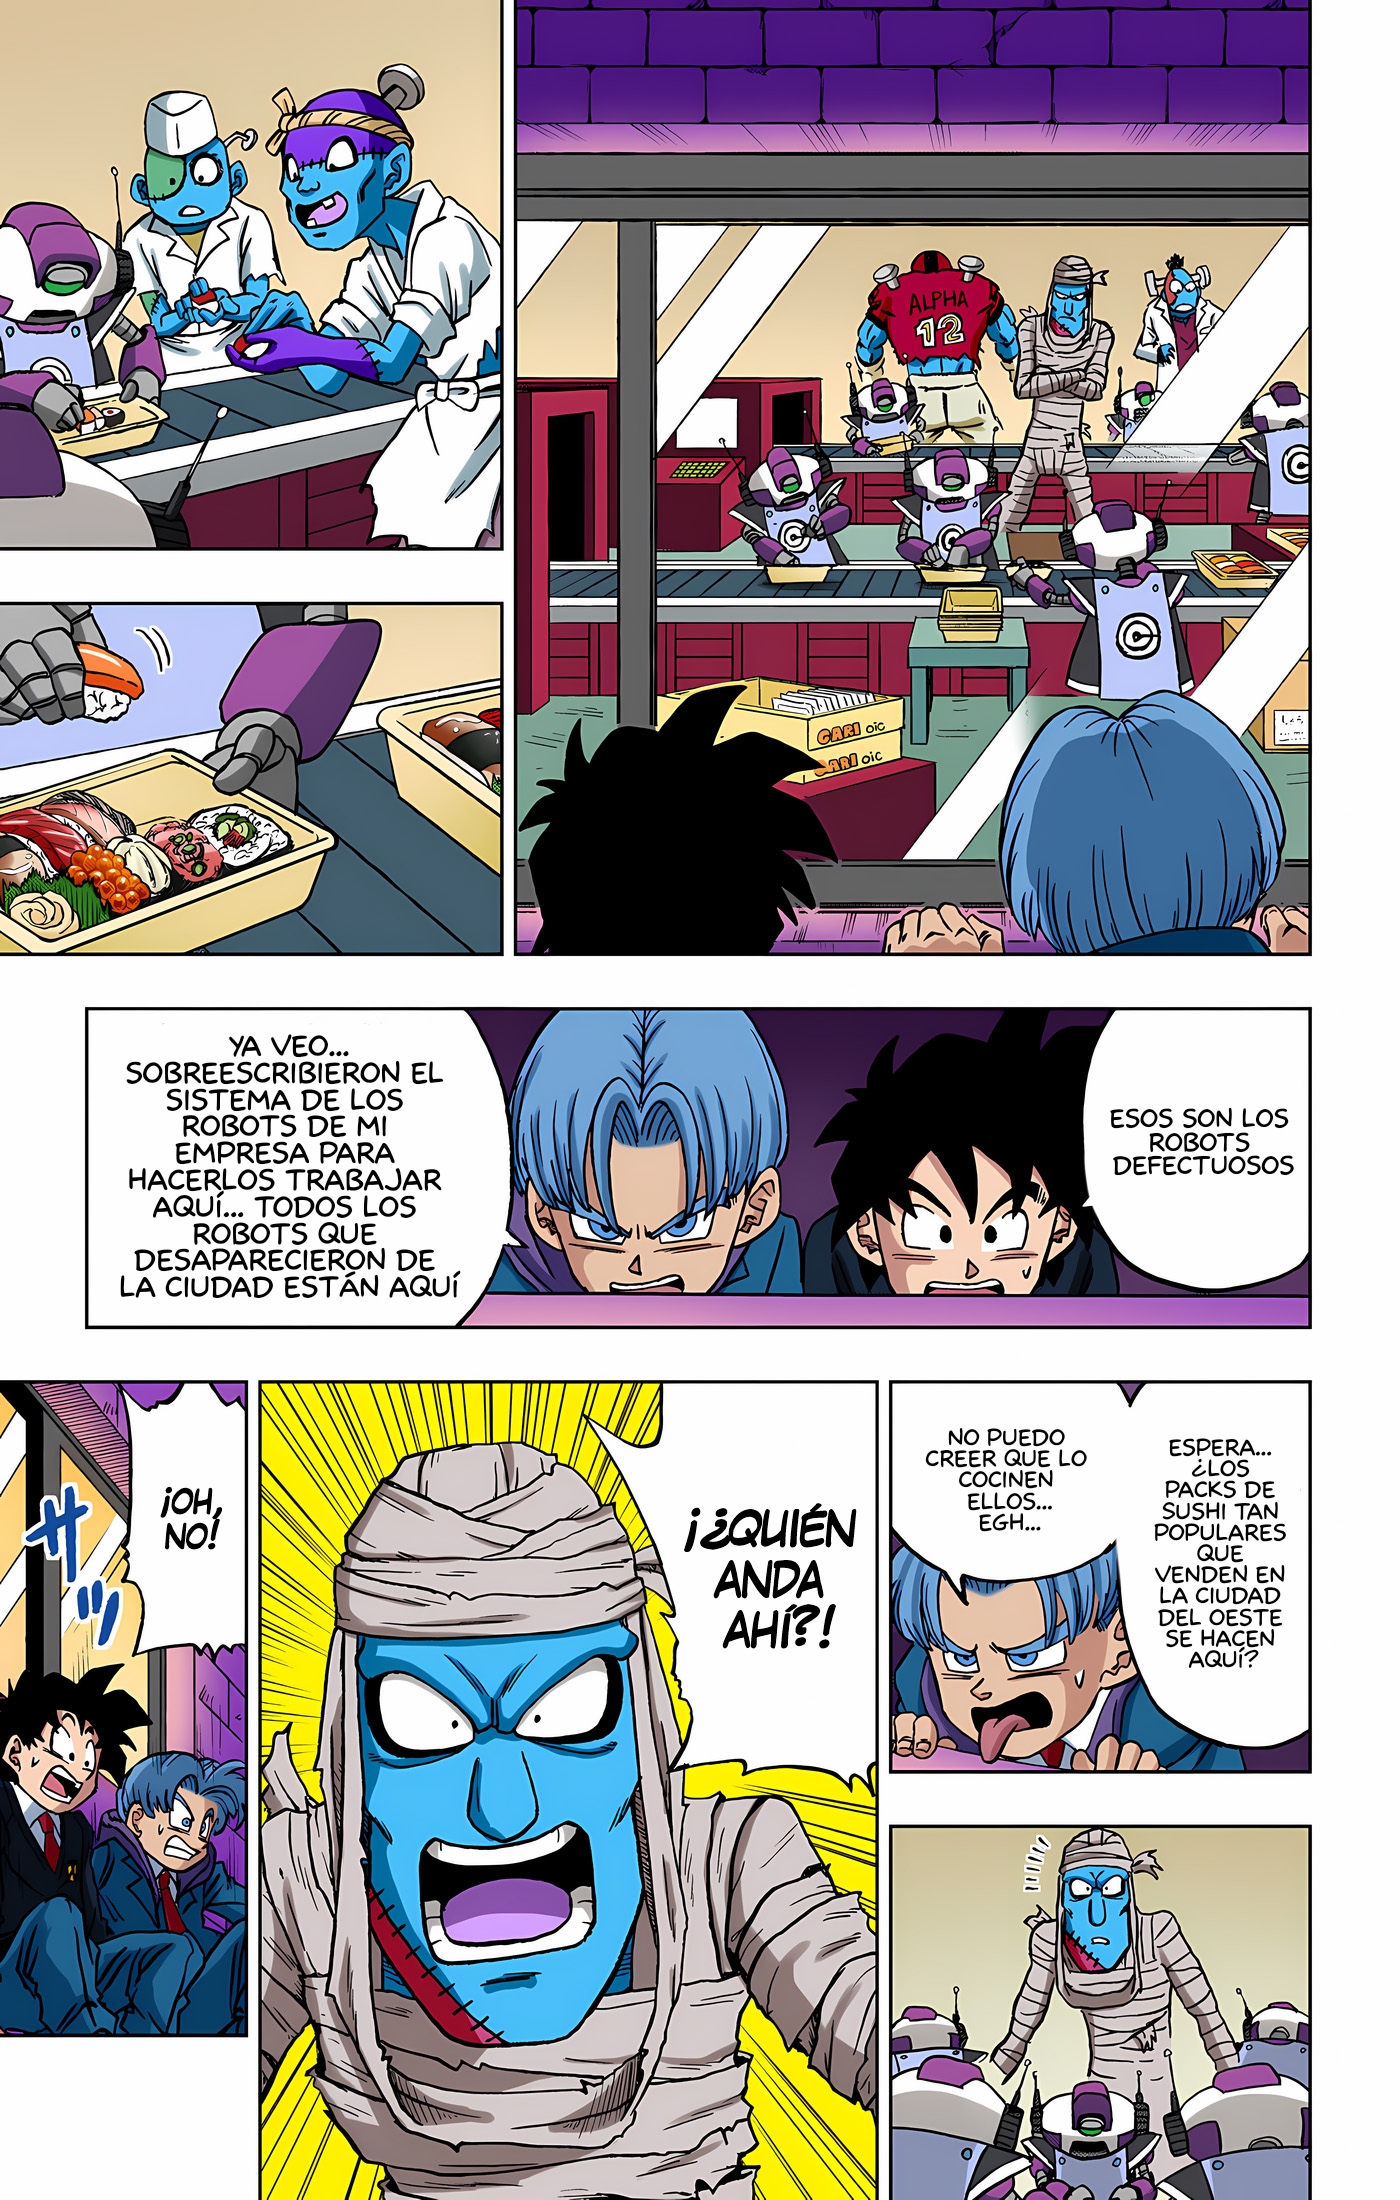 ALPHA
12
GARI OIC
GARI OIC
ESOS SON LOS
ROBOTS
DEFECTUOSOS
YA VEO...
SOBREESCRIBIERON EL
SISTEMA DE LOS
ROBOTS DE MI
EMPRESA PARA
HACERLOS TRABAJAR
AQUÍ... TODOS LOS
ROBOTS QUE
DESAPARECIERON DE
LA CIUDAD ESTÁN AQUÍ
ESPERA...
¿LOS
PACKS DE
SUSHI TAN
POPULARES
QUE
VENDEN EN
LA CIUDAD
DEL OESTE
SE HACEN
AQUÍ?
NO PUEDO
CREER QUE LO
COCINEN
ELLOS...
EGH...
¡¿QUIÉN
ANDA
AHÍ?!
¡OH,
NO!
サッ